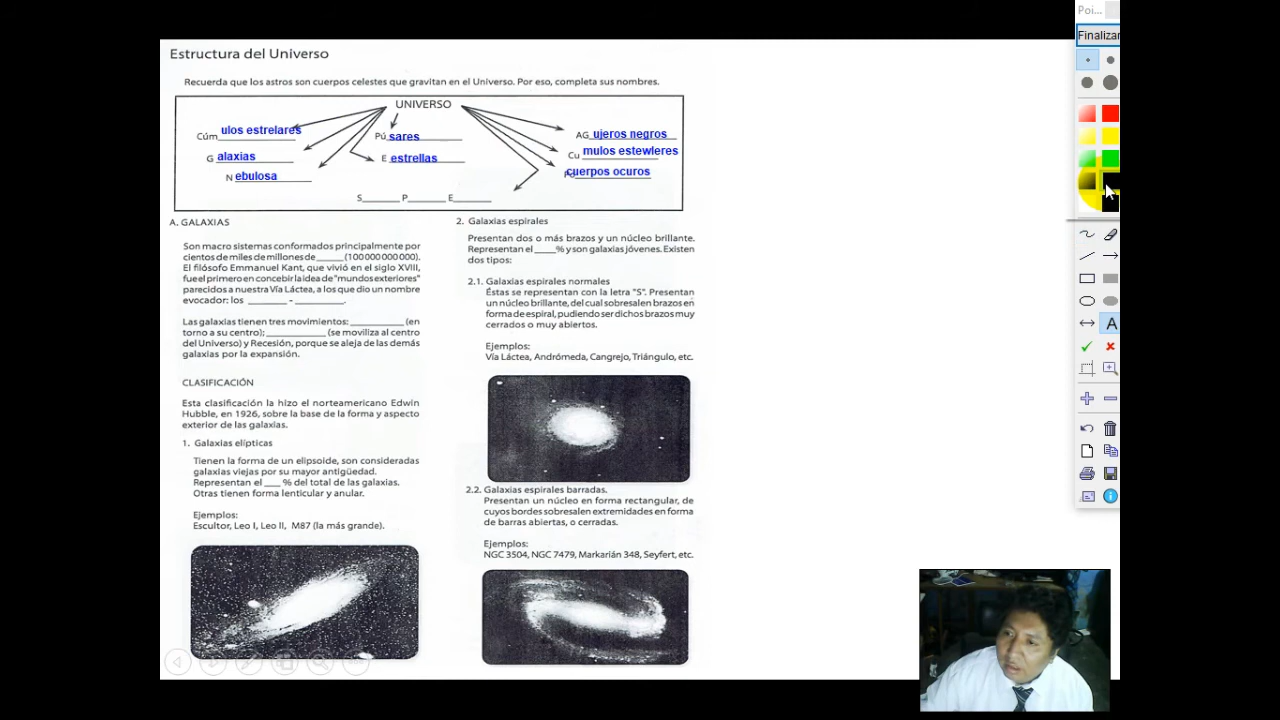 Poi...
Finalizar
Estructura del Universo
Recuerda que los astros son cuerpos celestes que gravitan en el Universo. Por eso, completa sus nombres.
UNIVERSO
Cúm ulos estrelares
Pú sares
AG ujeros negros
G alaxias
E estrellas
Cu mulos estewleres
N ebulosa
cuerpos ocuros
S______ P______ E______
A. GALAXIAS
Son macro sistemas conformados principalmente por
cientos de miles de millones de _____ (100 000 000 000).
El filósofo Emmanuel Kant, que vivió en el siglo XVIII,
fue el primero en concebir la idea de "mundos exteriores"
parecidos a nuestra Vía Láctea, a los que dio un nombre
evocador: los _______ - _________.
Las galaxias tienen tres movimientos: __________ (en
torno a su centro); ___________ (se moviliza al centro
del Universo) y Recesión, porque se aleja de las demás
galaxias por la expansión.
CLASIFICACIÓN
Esta clasificación la hizo el norteamericano Edwin
Hubble, en 1926, sobre la base de la forma y aspecto
exterior de las galaxias.
1. Galaxias elípticas
Tienen la forma de un elipsoide, son consideradas
galaxias viejas por su mayor antigüedad.
Representan el ___ % del total de las galaxias.
Otras tienen forma lenticular y anular.
Ejemplos:
Escultor, Leo I, Leo II, M87 (la más grande).
2. Galaxias espirales
Presentan dos o más brazos y un núcleo brillante.
Representan el ____% y son galaxias jóvenes. Existen
dos tipos:
2.1. Galaxias espirales normales
Éstas se representan con la letra "S". Presentan
un núcleo brillante, del cual sobresalen brazos en
forma de espiral, pudiendo ser dichos brazos muy
cerrados o muy abiertos.
Ejemplos:
Vía Láctea, Andrómeda, Cangrejo, Triángulo, etc.
2.2. Galaxias espirales barradas.
Presentan un núcleo en forma rectangular, de
cuyos bordes sobresalen extremidades en forma
de barras abiertas, o cerradas.
Ejemplos:
NGC 3504, NGC 7479, Markarián 348, Seyfert, etc.